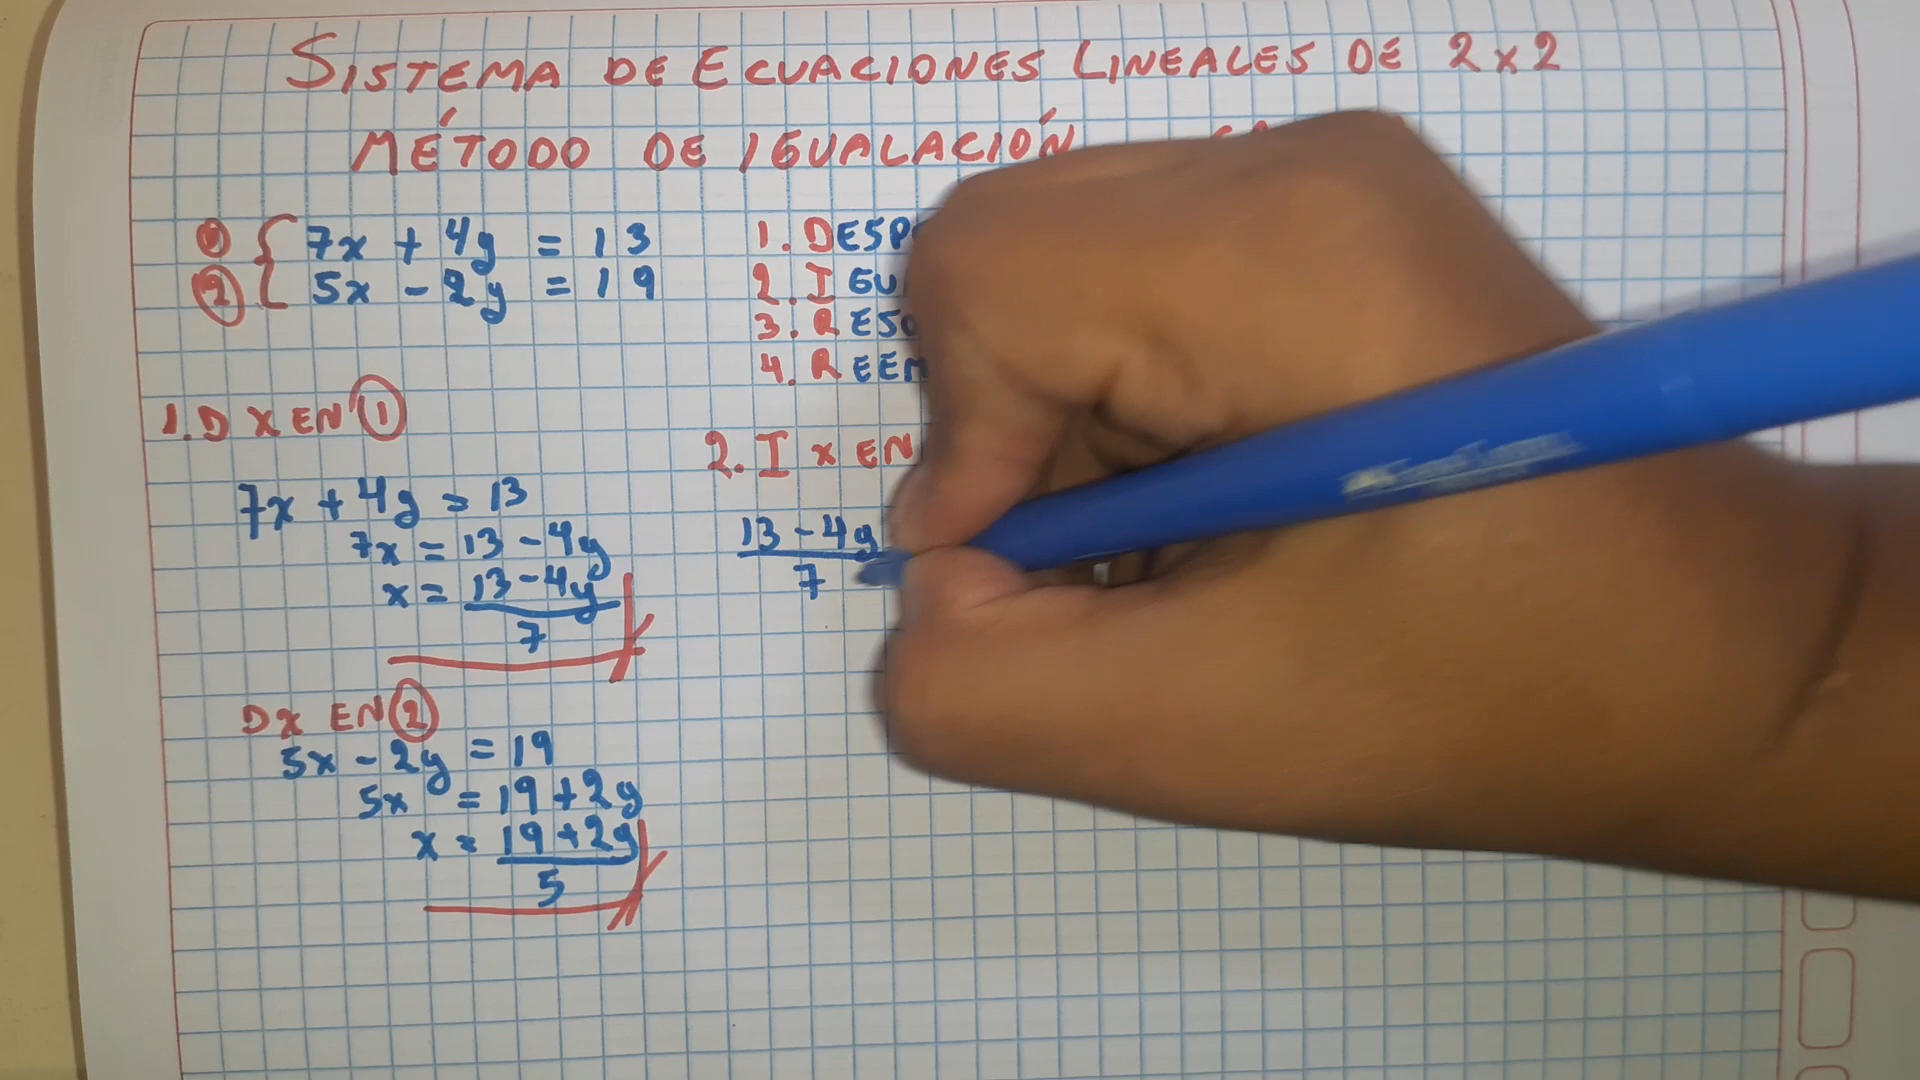 SISTEMA DE ECUACIONES LINEALES DE 2x2
MÉTODO DE IGUALACIÓN
① 7x + 4y = 13
② 5x - 2y = 19
1. DESP
2. IGU
3. RESO
4. REEM
1. D X EN ①
7x + 4y = 13
7x = 13 - 4y
x = 13 - 4y
7
DX EN ②
5x - 2y = 19
5x = 19 + 2y
x = 19 + 2y
5
2. I X EN
13 - 4y
7